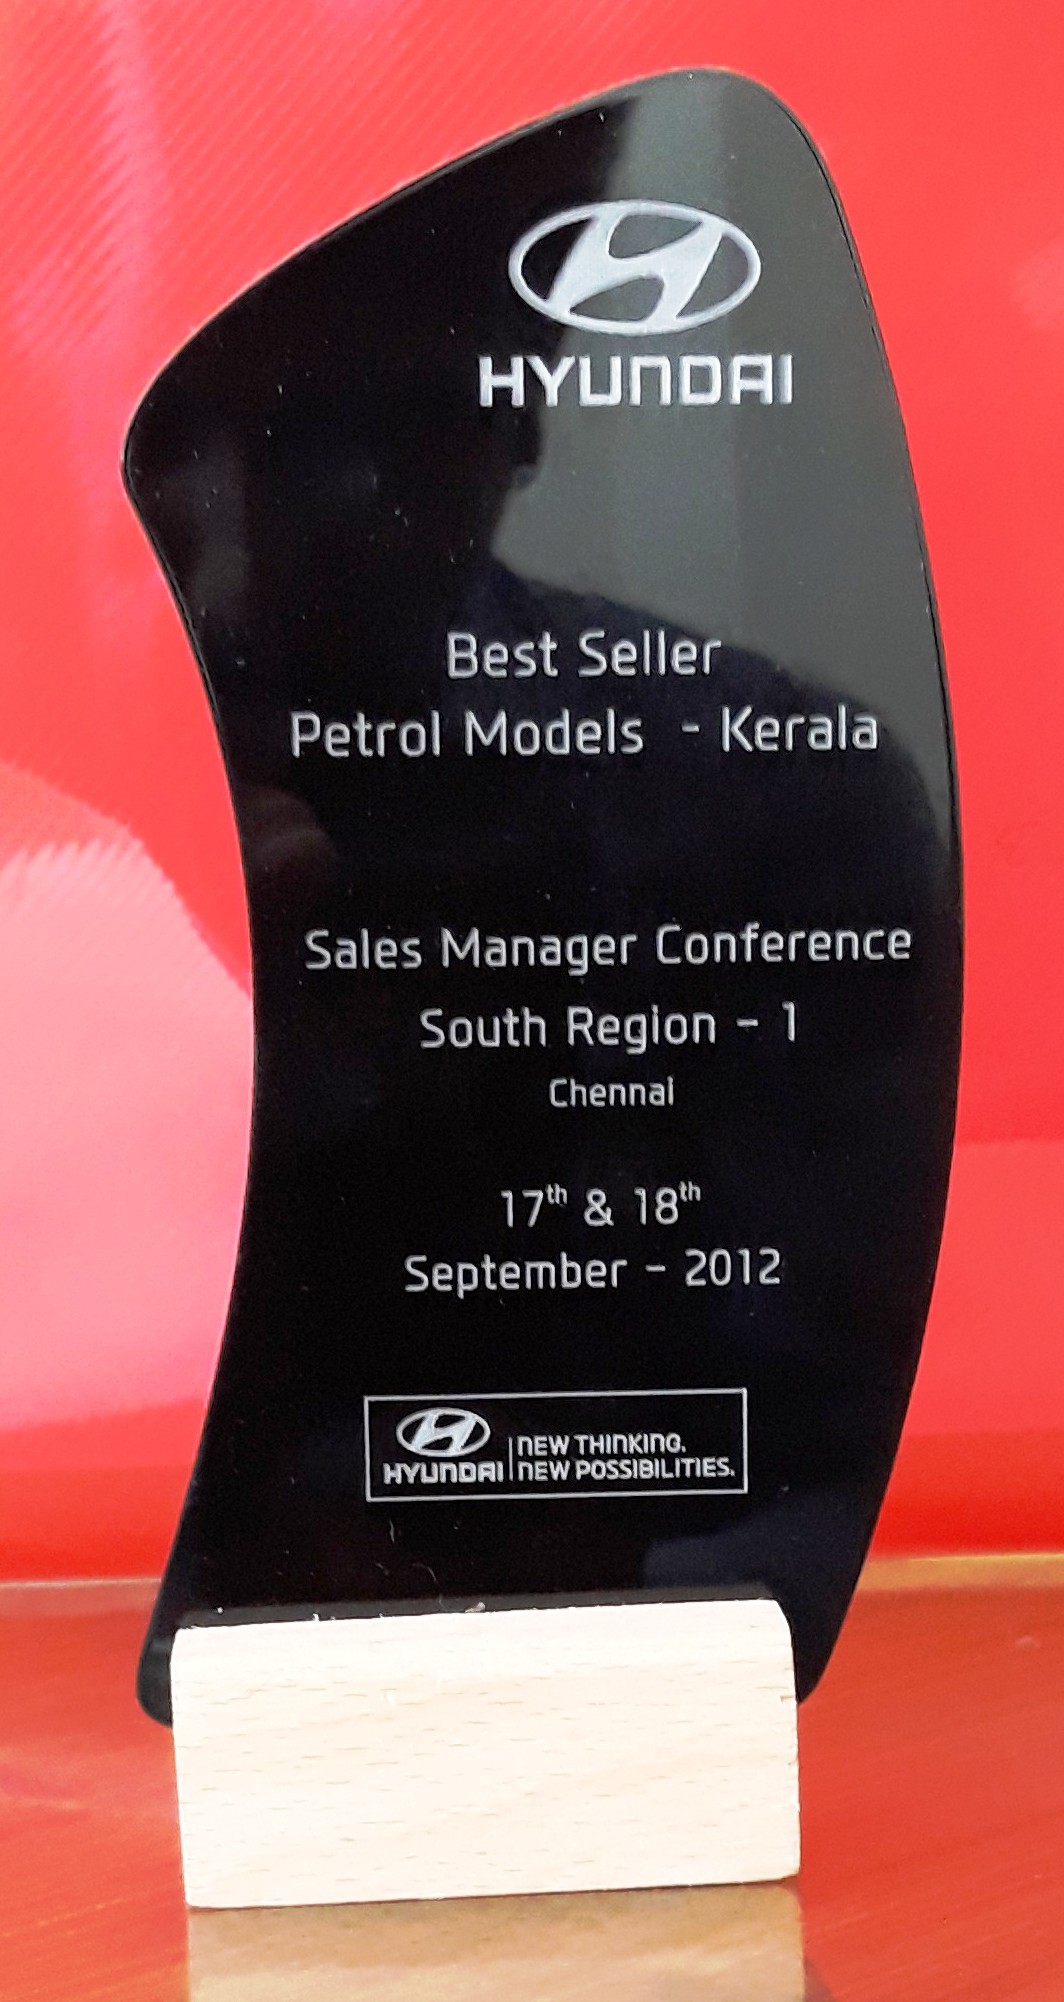 HYUNDAI
Best Seller
Petrol Models - Kerala
Sales Manager Conference
South Region - 1
Chennai
17th & 18th
September - 2012
HYUNDAI
NEW THINKING.
NEW POSSIBILITIES.